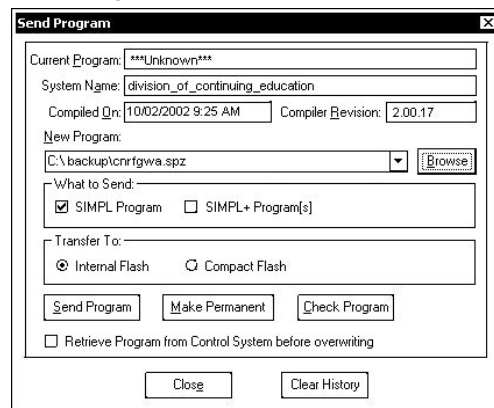 Send Program
Current Program: ***Unknown***
System Name: division_of_continuing_education
Compiled On: 10/02/2002 9:25 AM Compiler Revision: 2.00.17
New Program:
C:\backup\cnrfgwa.spz Browse
What to Send:
SIMPL Program SIMPL+ Program[s]
Transfer To:
Internal Flash Compact Flash
Send Program Make Permanent Check Program
Retrieve Program from Control System before overwriting
Close Clear History